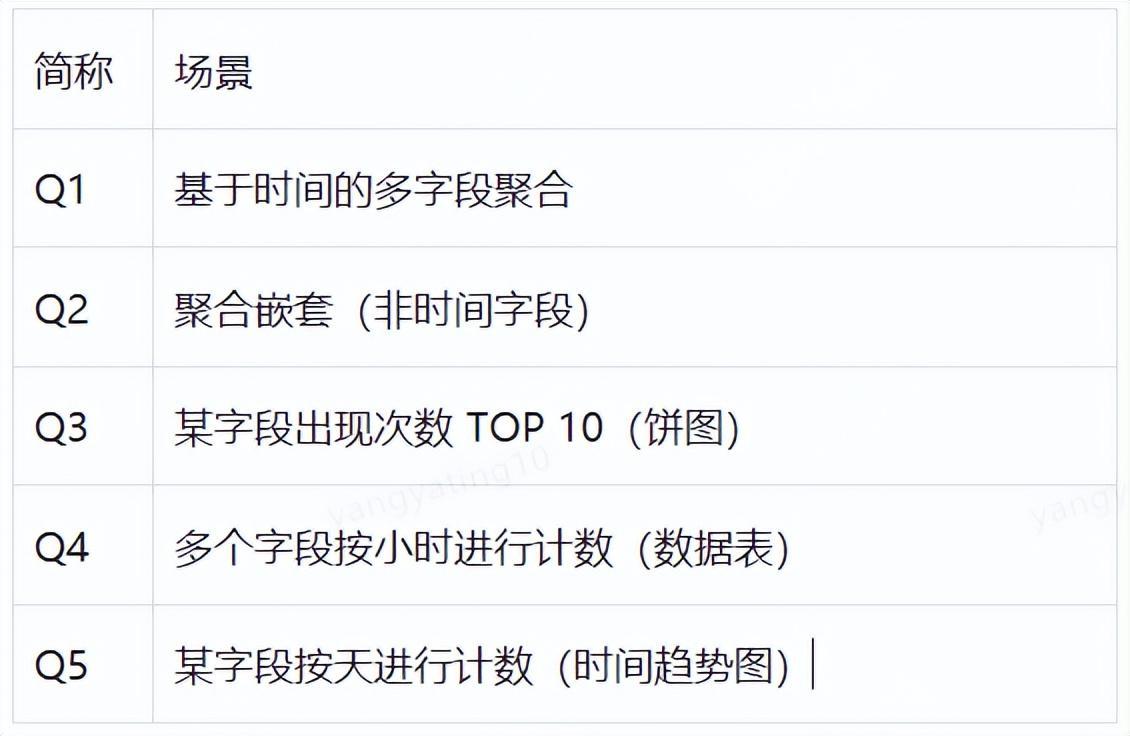 简称 场景
Q1 基于时间的多字段聚合
Q2 聚合嵌套（非时间字段）
Q3 某字段出现次数 TOP 10（饼图）
yangyating10
Q4 多个字段按小时进行计数（数据表）
yangy
Q5 某字段按天进行计数（时间趋势图）